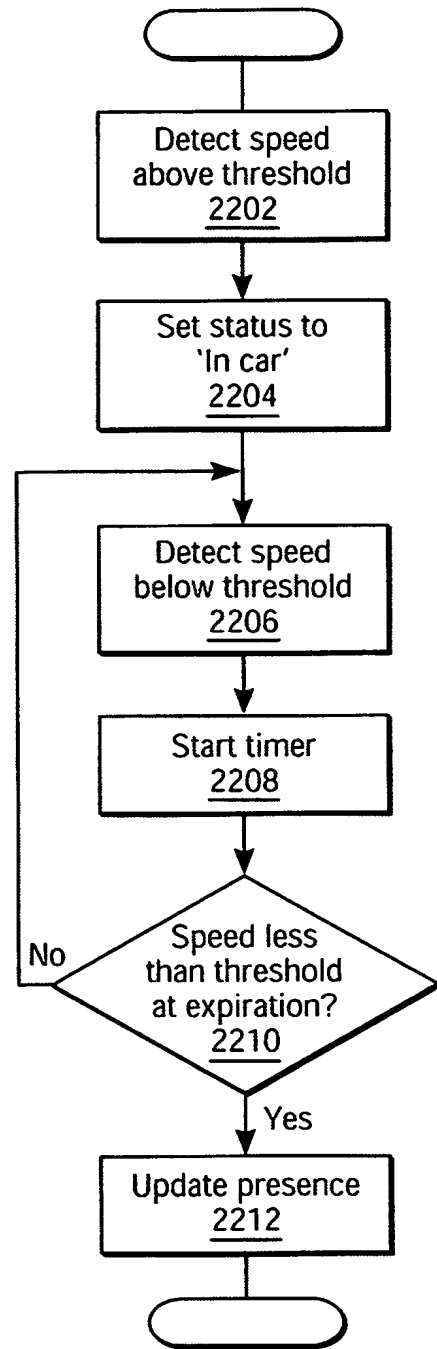 Detect speed
above threshold
2202
Set status to
'In car'
2204
Detect speed
below threshold
2206
Start timer
2208
Speed less
than threshold
at expiration?
2210
No
Yes
Update presence
2212